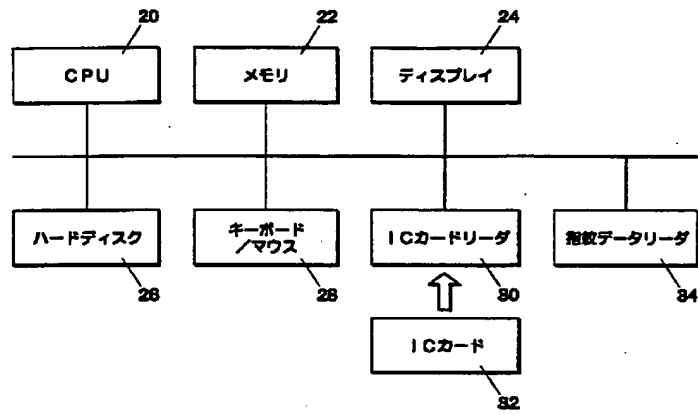 20
22
24
CPU
メモリ
ディスプレイ
ハードディスク
キーボード
／マウス
ICカードリーダ
指紋データリーダ
26
28
30
34
ICカード
32